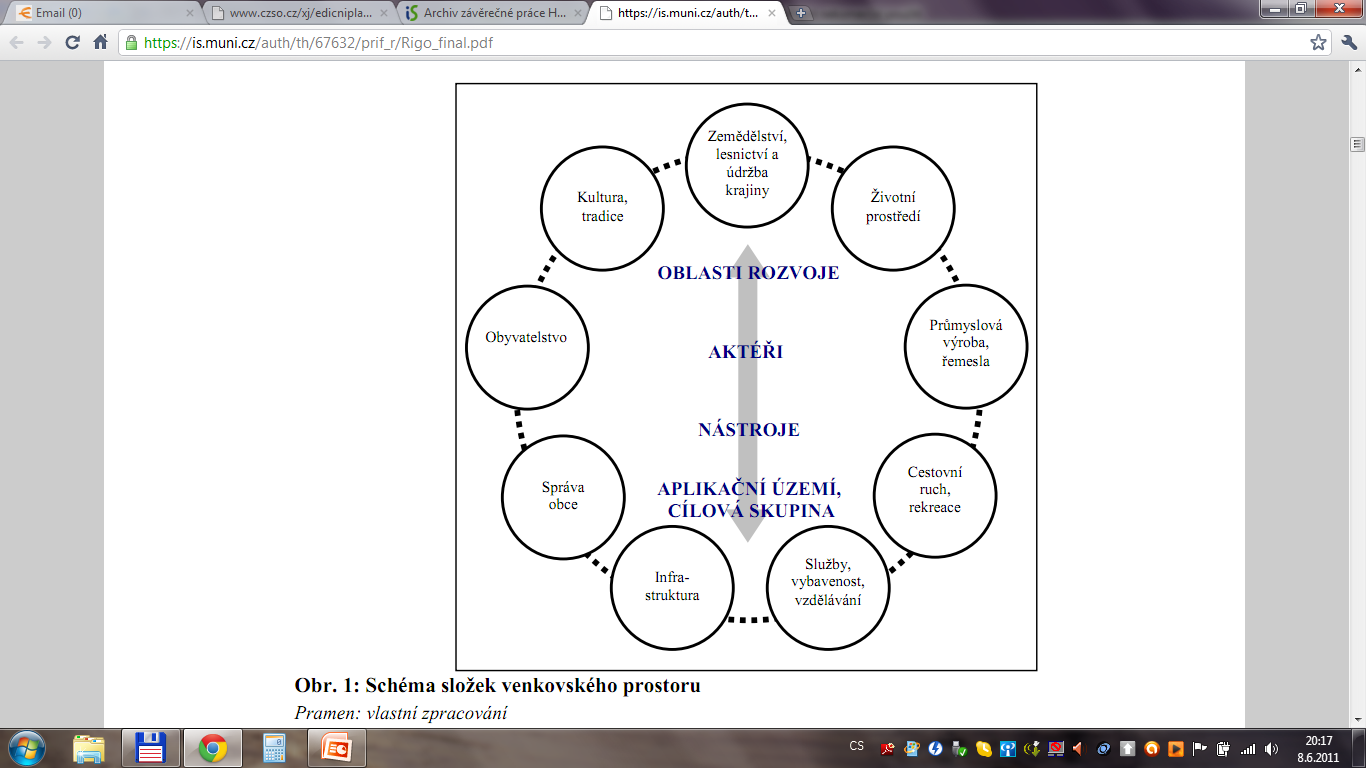 Email (0)
www.czso.cz/xj/edicnipla...
Archiv závěrečné práce H...
https://is.muni.cz/auth/t...
https://is.muni.cz/auth/th/67632/prif_r/Rigo_final.pdf
Zemědělství,
lesnictví a
údržba
krajiny
Kultura,
tradice
Životní
prostředí
OBLASTI ROZVOJE
Obyvatelstvo
Průmyslová
výroba,
řemesla
AKTÉŘI
NÁSTROJE
Správa
obce
APLIKAČNÍ ÚZEMÍ,
CÍLOVÁ SKUPINA
Cestovní
ruch,
rekreace
Infra-
struktura
Služby,
vybavenost,
vzdělávání
Obr. 1: Schéma složek venkovského prostoru
Pramen: vlastní zpracování
CS
20:17
8.6.2011